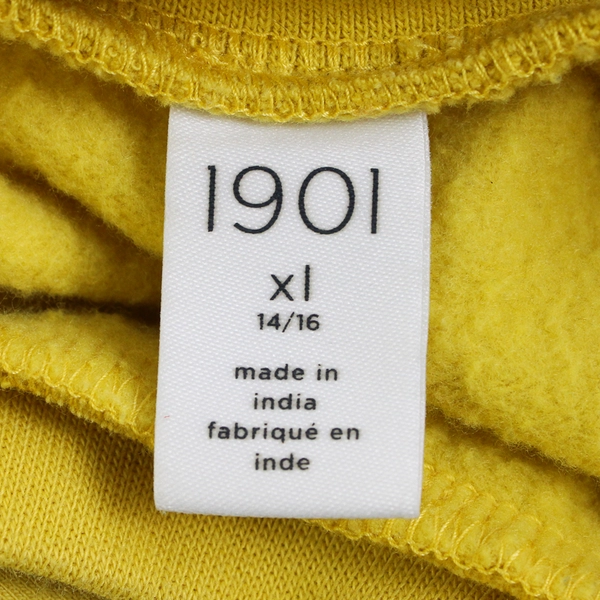 1901
xl
14/16
made in
india
fabriqué en
inde